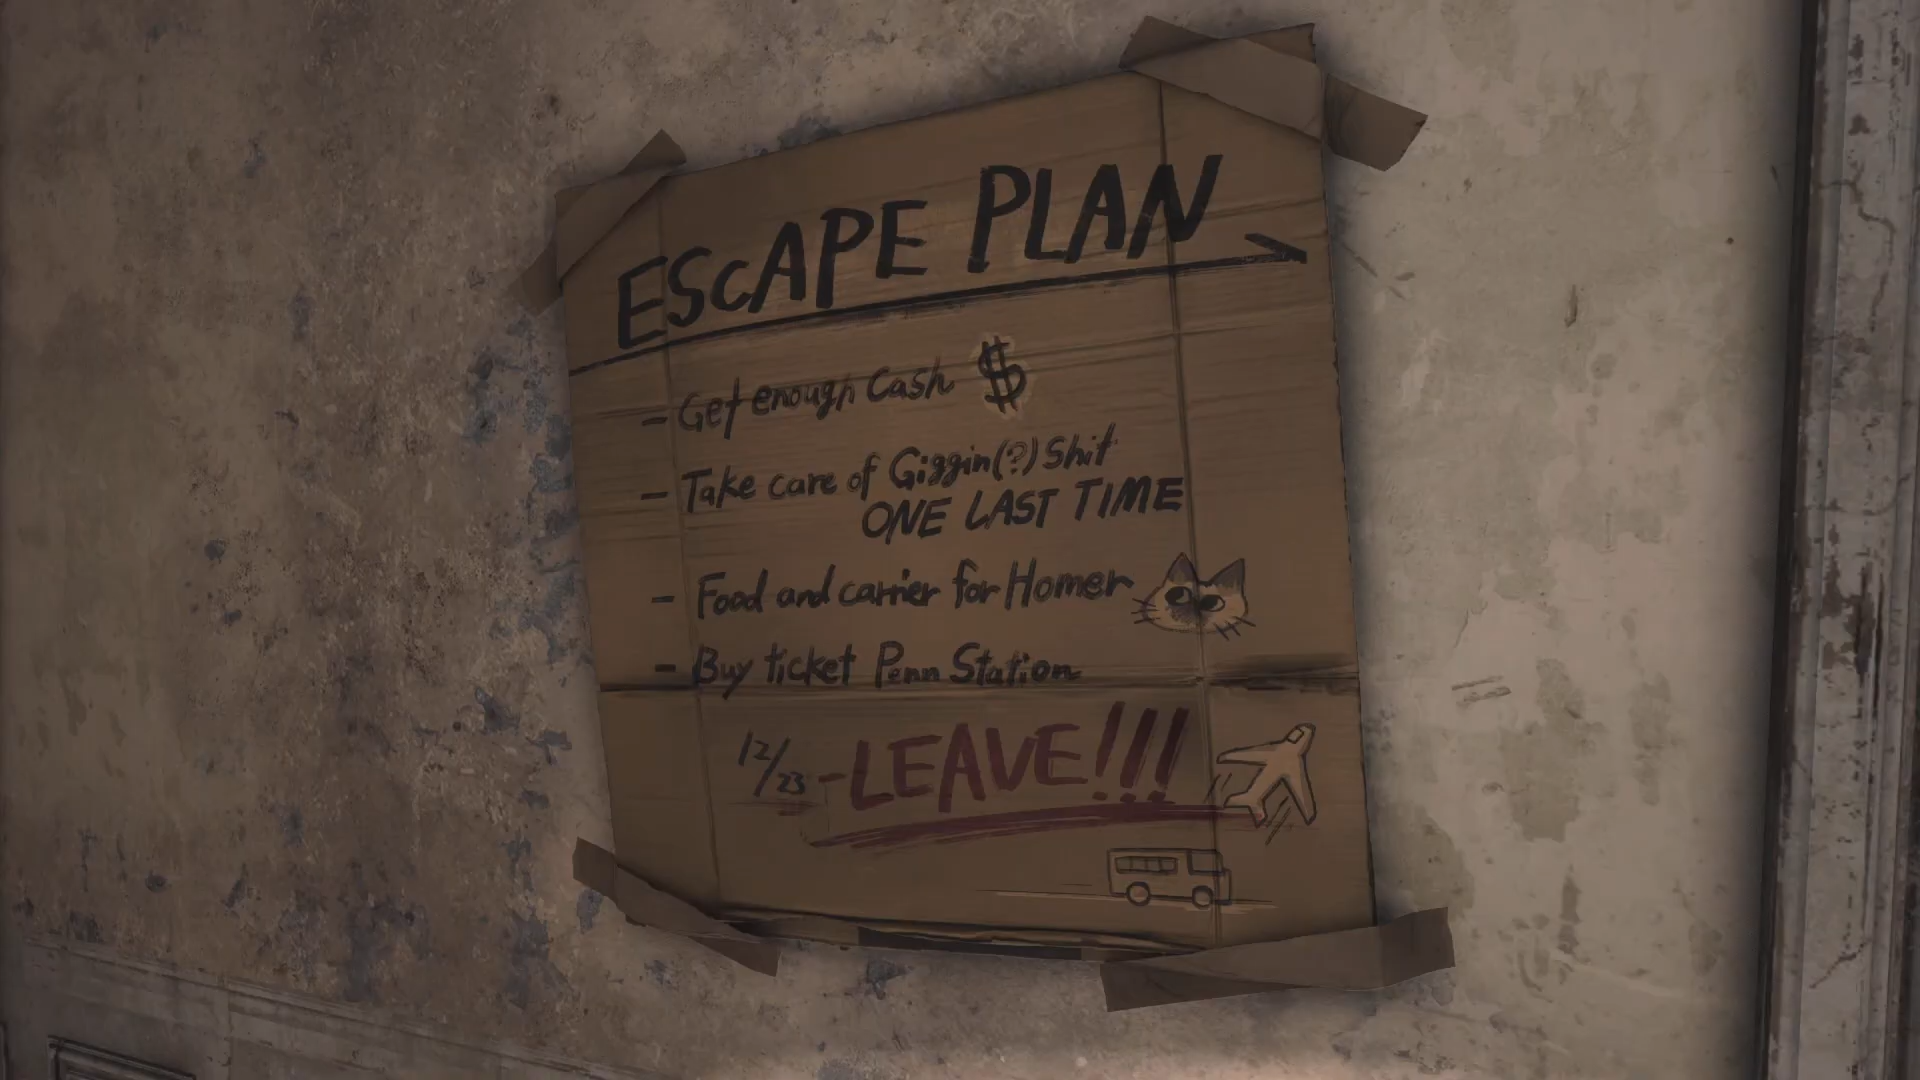 ESCAPE PLAN
- Get enough Cash $
- Take care of Giggin(?) Shit
ONE LAST TIME
- Food and carrier for Homer
- Buy ticket Penn Station
12/23 - LEAVE!!!